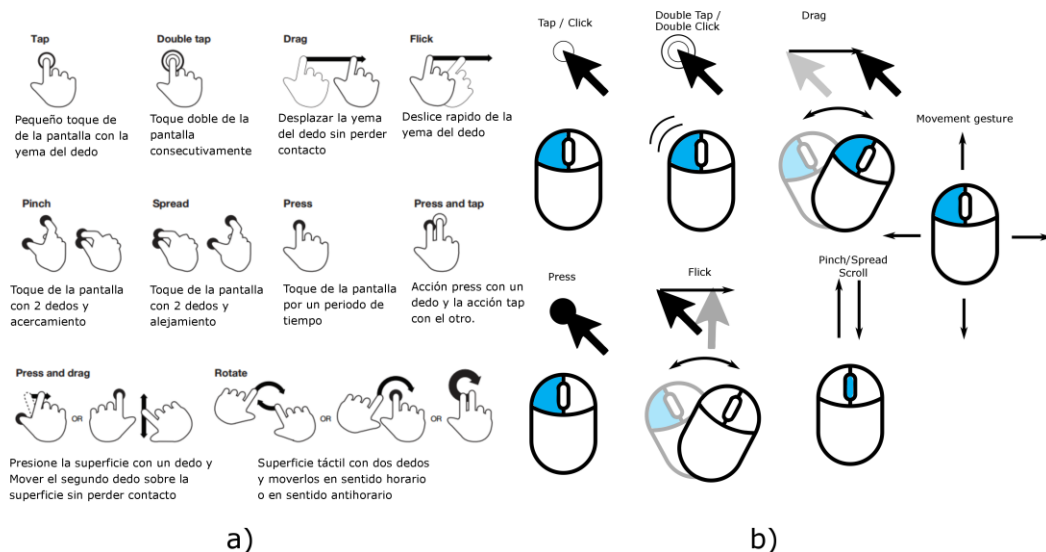 Tap
Double tap
Drag
Flick
Pequeño toque de
de la pantalla con la
yema del dedo
Toque doble de la
pantalla
consecutivamente
Desplazar la yema
del dedo sin perder
contacto
Deslice rapido de la
yema del dedo
Pinch
Spread
Press
Press and tap
Toque de la pantalla
con 2 dedos y
acercamiento
Toque de la pantalla
con 2 dedos y
alejamiento
Toque de la pantalla
por un periodo de
tiempo
Acción press con un
dedo y la acción tap
con el otro.
Press and drag
Rotate
OR
OR
OR
Presione la superficie con un dedo y
Mover el segundo dedo sobre la
superficie sin perder contacto
Superficie táctil con dos dedos
y moverlos en sentido horario
o en sentido antihorario
a)
Tap / Click
Double Tap /
Double Click
Drag
Movement gesture
Press
Flick
Pinch/Spread
Scroll
b)